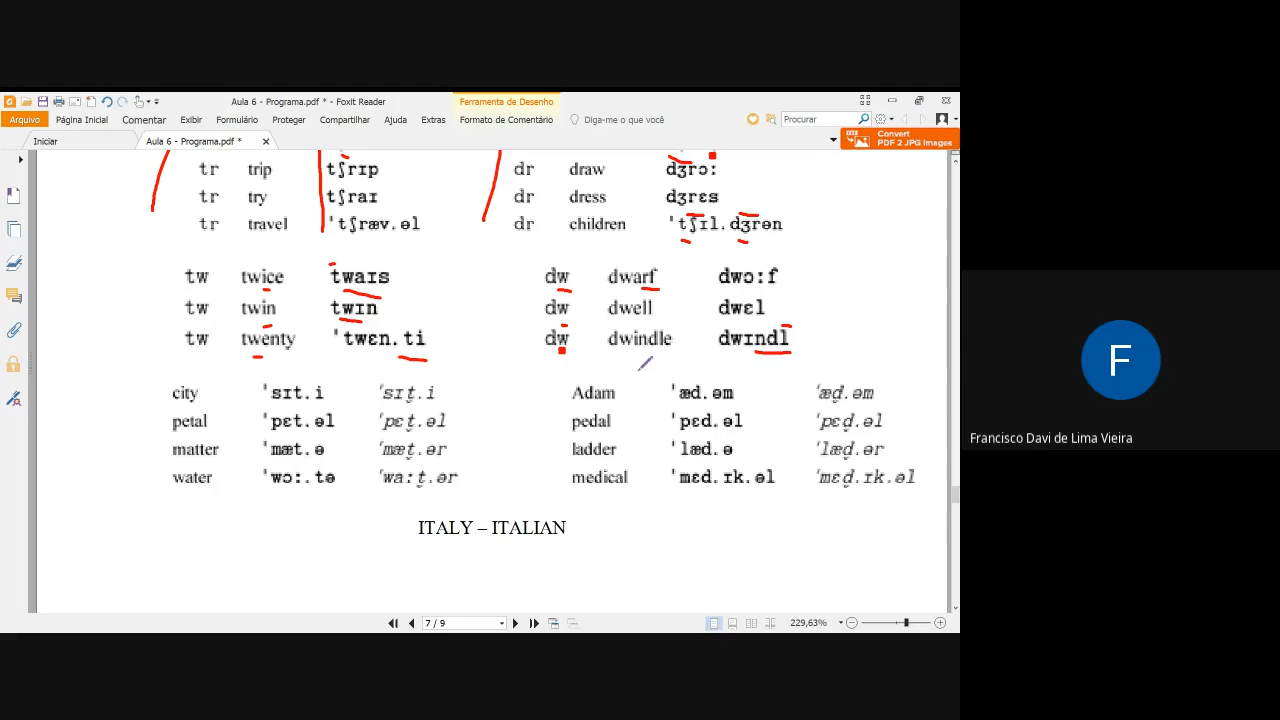 Aula 6 - Programa.pdf * - Foxit Reader
Ferramenta de Desenho
Arquivo Página Inicial Comentar Exibir Formulário Proteger Compartilhar Ajuda Extras Formato de Comentário Diga-me o que você Procurar
Iniciar Aula 6 - Programa.pdf *
Convert
PDF 2 JPG Images
tr trip tʃrɪp dr draw dʒrɔː
tr try tʃraɪ dr dress dʒrɛs
tr travel ˈtʃræv.əl dr children ˈtʃɪl.dʒrən
tw twice twaɪs dw dwarf dwɔːf
tw twin twɪn dw dwell dwɛl
tw twenty ˈtwɛn.ti dw dwindle dwɪndl
city ˈsɪt.i ˈsɪt̬.i Adam ˈæd.əm ˈæd̬.əm
petal ˈpɛt.əl ˈpɛt̬.əl pedal ˈpɛd.əl ˈpɛd̬.əl
matter ˈmæt.ə ˈmæt̬.ər ladder ˈlæd.ə ˈlæd̬.ər
water ˈwɔː.tə ˈwaːt̬.ər medical ˈmɛd.ɪk.əl ˈmɛd̬.ɪk.əl
ITALY – ITALIAN
7 / 9
229,63%
F
Francisco Davi de Lima Vieira